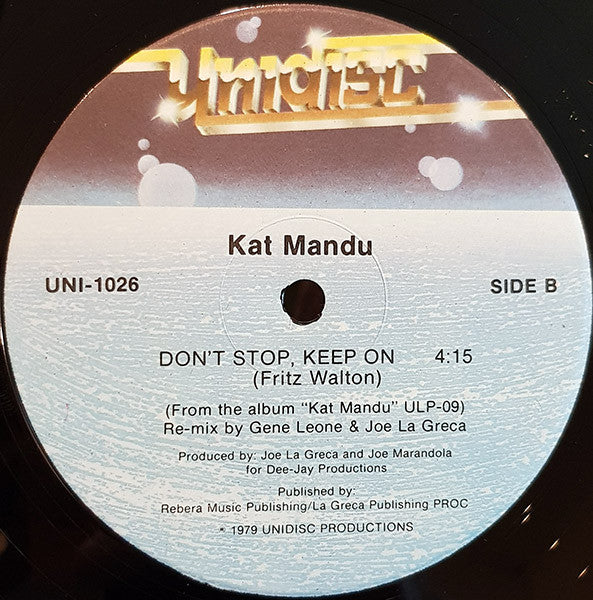 Unidisc
Kat Mandu
UNI-1026
SIDE B
DON'T STOP, KEEP ON 4:15
(Fritz Walton)
(From the album "Kat Mandu" ULP-09)
Re-mix by Gene Leone & Joe La Greca
Produced by: Joe La Greca and Joe Marandola
for Dee-Jay Productions
Published by:
Rebera Music Publishing/La Greca Publishing PROC
℗ 1979 UNIDISC PRODUCTIONS